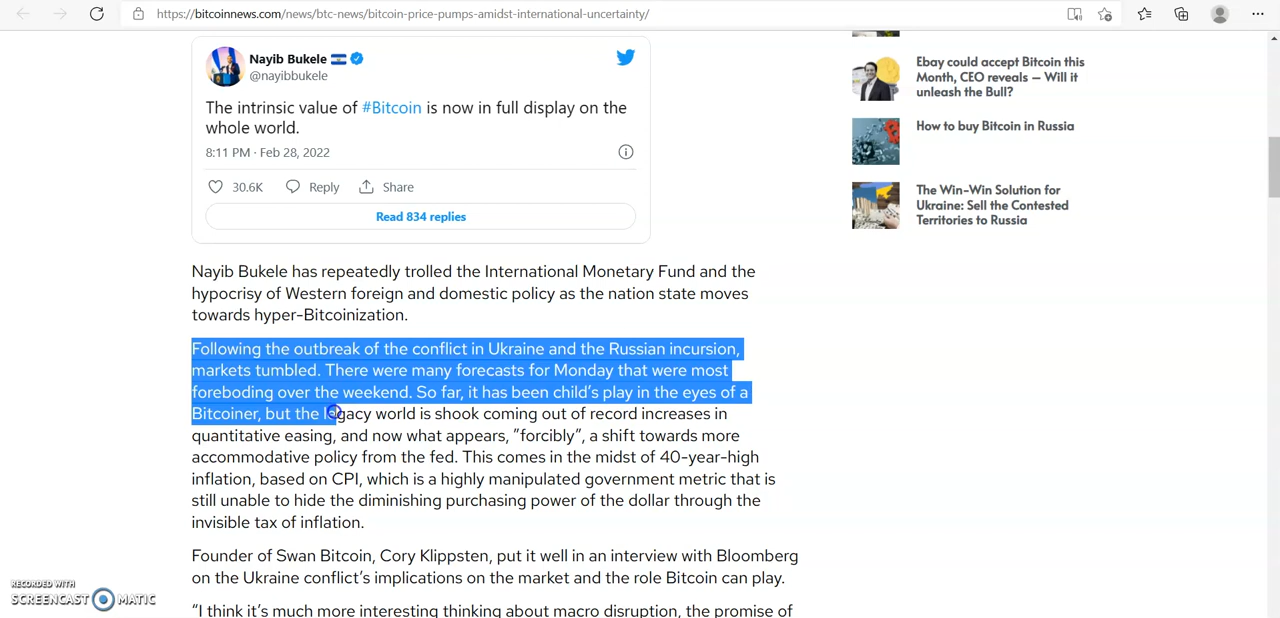 https://bitcoinnews.com/news/btc-news/bitcoin-price-pumps-amidst-international-uncertainty/
Nayib Bukele
@nayibbukele
The intrinsic value of #Bitcoin is now in full display on the
whole world.
8:11 PM · Feb 28, 2022
30.6K Reply Share
Read 834 replies
Nayib Bukele has repeatedly trolled the International Monetary Fund and the
hypocrisy of Western foreign and domestic policy as the nation state moves
towards hyper-Bitcoinization.
Following the outbreak of the conflict in Ukraine and the Russian incursion,
markets tumbled. There were many forecasts for Monday that were most
foreboding over the weekend. So far, it has been child's play in the eyes of a
Bitcoiner, but the legacy world is shook coming out of record increases in
quantitative easing, and now what appears, "forcibly", a shift towards more
accommodative policy from the fed. This comes in the midst of 40-year-high
inflation, based on CPI, which is a highly manipulated government metric that is
still unable to hide the diminishing purchasing power of the dollar through the
invisible tax of inflation.
Founder of Swan Bitcoin, Cory Klippsten, put it well in an interview with Bloomberg
on the Ukraine conflict's implications on the market and the role Bitcoin can play.
"I think it's much more interesting thinking about macro disruption, the promise of
Ebay could accept Bitcoin this
Month, CEO reveals – Will it
unleash the Bull?
How to buy Bitcoin in Russia
The Win-Win Solution for
Ukraine: Sell the Contested
Territories to Russia
RECORDED WITH
SCREENCAST MATIC